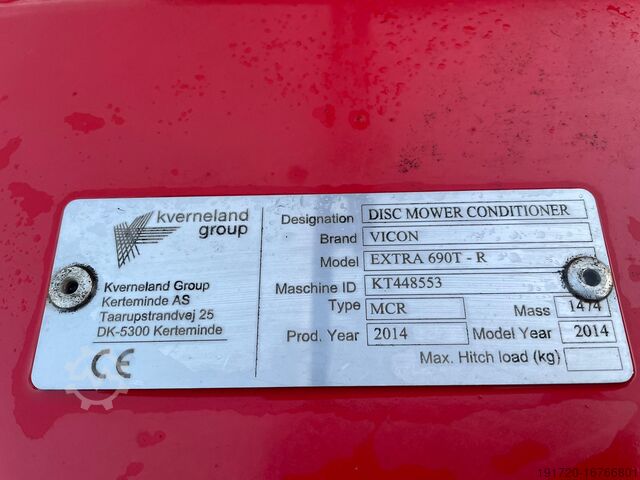 kverneland
group
Kverneland Group
Kerteminde AS
Taarupstrandvej 25
DK-5300 Kerteminde
CE
Designation DISC MOWER CONDITIONER
Brand VICON
Model EXTRA 690T - R
Maschine ID KT448553
Type MCR Mass 1474
Prod. Year 2014 Model Year 2014
Max. Hitch load (kg)